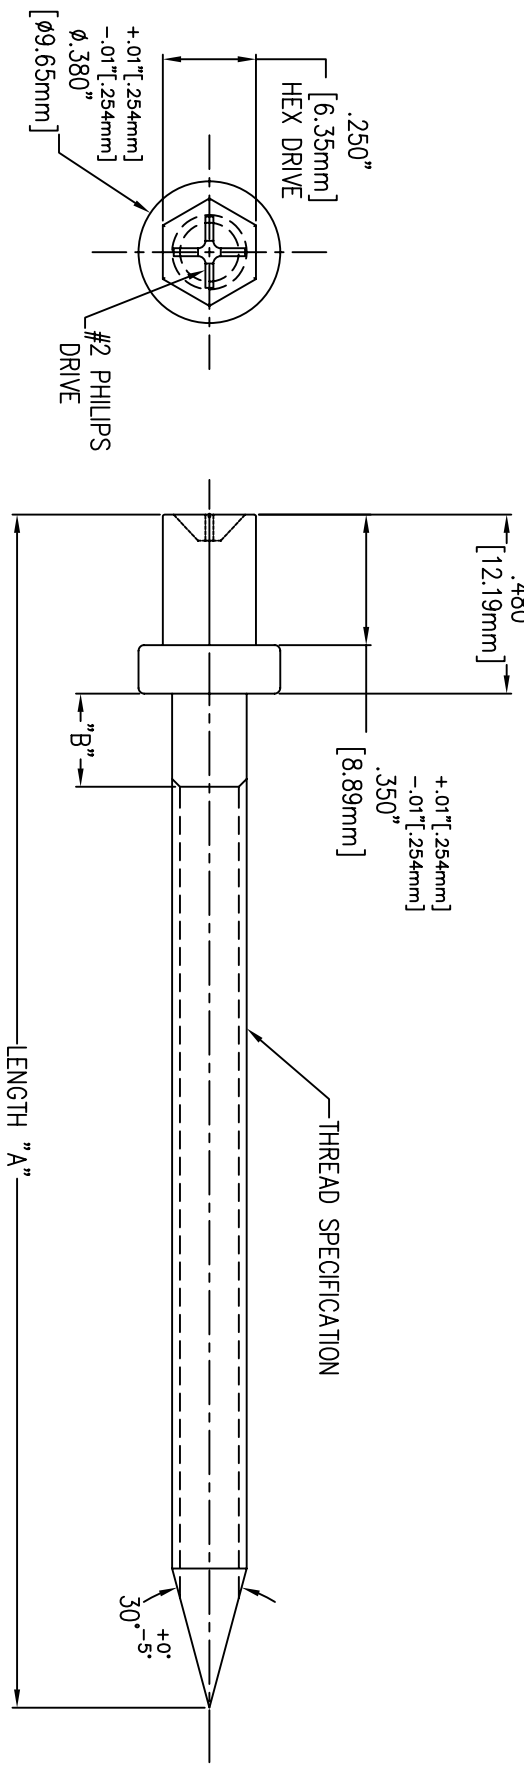 .250"
[6.35mm]
HEX DRIVE
+.01"[.254mm]
-.01"[.254mm]
ø.380"
[ø9.65mm]
#2 PHILIPS
DRIVE
.480
[12.19mm]
+.01"[.254mm]
-.01"[.254mm]
.350"
[8.89mm]
"B"
THREAD SPECIFICATION
LENGTH "A"
+0°
30°-5°